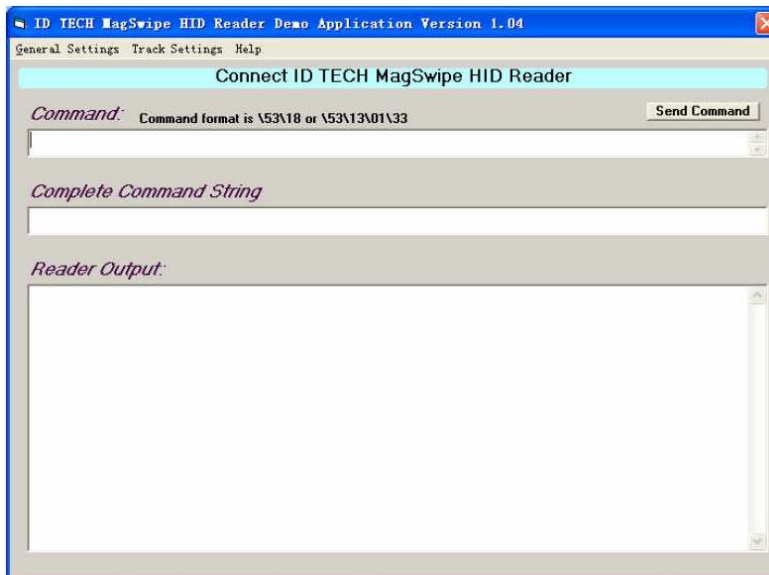 ID TECH MagSwipe HID Reader Demo Application Version 1.04
General Settings Track Settings Help
Connect ID TECH MagSwipe HID Reader
Command: Command format is \53\18 or \53\13\01\33 Send Command
Complete Command String
Reader Output: